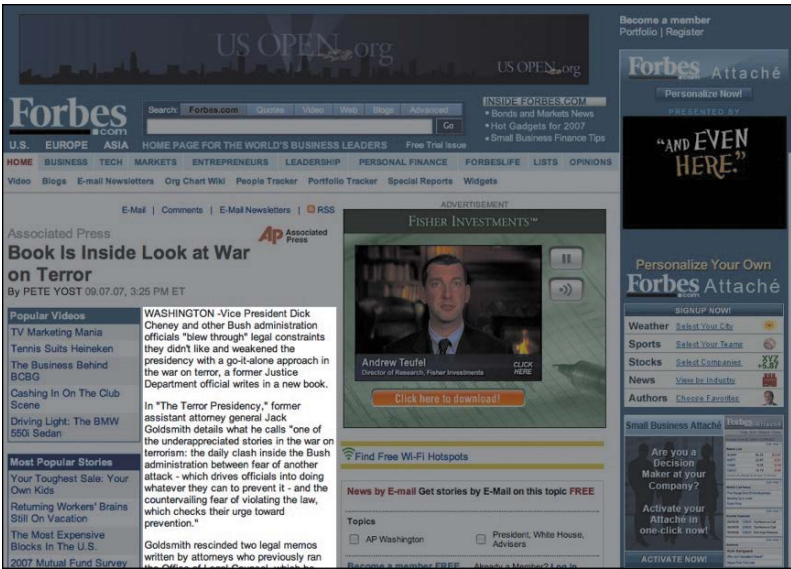 Become a member
Portfolio | Register
US OPEN.org
US OPEN.org
Forbes Attaché
Personalize Now!
PRESENTED BY
"AND EVEN
HERE."
Forbes
.com
Search: Forbes.com Quotes Video Web Blogs Advanced
Go
INSIDE FORBES.COM
• Bonds and Markets News
• Hot Gadgets for 2007
• Small Business Finance Tips
U.S. EUROPE ASIA HOME PAGE FOR THE WORLD'S BUSINESS LEADERS Free Trial Issue
HOME BUSINESS TECH MARKETS ENTREPRENEURS LEADERSHIP PERSONAL FINANCE FORBESLIFE LISTS OPINIONS
Video Blogs E-mail Newsletters Org Chart Wiki People Tracker Portfolio Tracker Special Reports Widgets
E-Mail | Comments | E-Mail Newsletters | RSS
Associated Press
AP Associated
Press
Book Is Inside Look at War
on Terror
By PETE YOST 09.07.07, 3:25 PM ET
Popular Videos
TV Marketing Mania
Tennis Suits Heineken
The Business Behind
BCBG
Cashing In On The Club
Scene
Driving Light: The BMW
550i Sedan
Most Popular Stories
Your Toughest Sale: Your
Own Kids
Returning Workers' Brains
Still On Vacation
The Most Expensive
Blocks In The U.S.
2007 Mutual Fund Survey
WASHINGTON -Vice President Dick
Cheney and other Bush administration
officials "blew through" legal constraints
they didn't like and weakened the
presidency with a go-it-alone approach in
the war on terror, a former Justice
Department official writes in a new book.
In "The Terror Presidency," former
assistant attorney general Jack
Goldsmith details what he calls "one of
the underappreciated stories in the war on
terrorism: the daily clash inside the Bush
administration between fear of another
attack - which drives officials into doing
whatever they can to prevent it - and the
countervailing fear of violating the law,
which checks their urge toward
prevention."
Goldsmith rescinded two legal memos
written by attorneys who previously ran
the Office of Legal Counsel, which he
ADVERTISEMENT
FISHER INVESTMENTS™
Andrew Teufel
Director of Research, Fisher Investments
CLICK
HERE
Click here to download!
Find Free Wi-Fi Hotspots
News by E-mail Get stories by E-Mail on this topic FREE
Topics
AP Washington
President, White House,
Advisers
Become a member FREE Already a Member? Log in
Personalize Your Own
Forbes Attaché
.com
SIGNUP NOW!
Weather Select Your City
Sports Select Your Teams
Stocks Select Companies XYZ
+5.87
News View by Industry
Authors Choose Favorites
Small Business Attaché
Are you a
Decision
Maker at your
Company?
Activate your
Attaché in
one-click now!
ACTIVATE NOW!